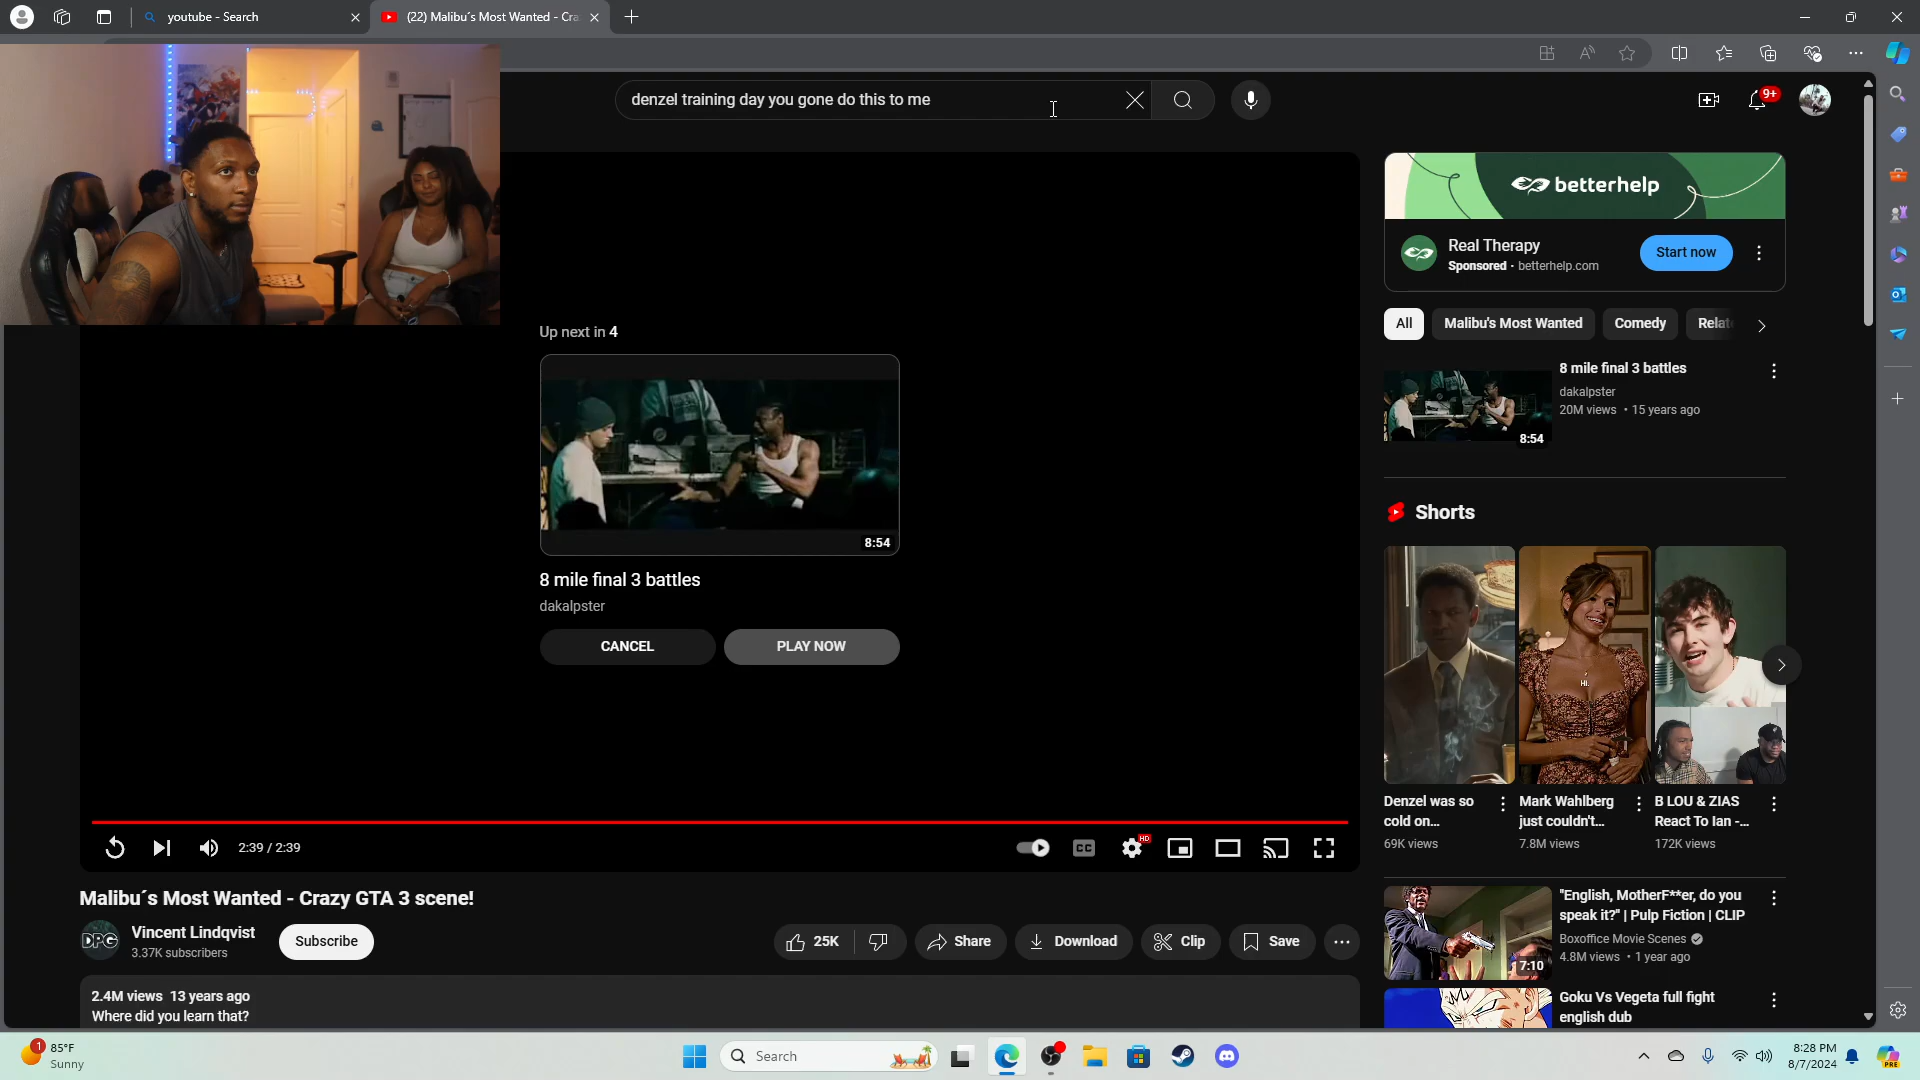 youtube - Search
(22) Malibu´s Most Wanted - Cra
denzel training day you gone do this to me
9+
betterhelp
Real Therapy
Sponsored · betterhelp.com
Start now
All
Malibu's Most Wanted
Comedy
Relat
Up next in 4
8:54
8 mile final 3 battles
dakalpster
CANCEL
PLAY NOW
8 mile final 3 battles
dakalpster
20M views • 15 years ago
8:54
Shorts
HI.
Denzel was so cold on...
69K views
Mark Wahlberg just couldn't...
7.8M views
B LOU & ZIAS React To Ian -...
172K views
2:39 / 2:39
CC
HD
Malibu´s Most Wanted - Crazy GTA 3 scene!
DPG
Vincent Lindqvist
3.37K subscribers
Subscribe
25K
Share
Download
Clip
Save
2.4M views 13 years ago
Where did you learn that?
"English, MotherF**er, do you
speak it?" | Pulp Fiction | CLIP
Boxoffice Movie Scenes
4.8M views • 1 year ago
7:10
Goku Vs Vegeta full fight
english dub
1
85°F
Sunny
Search
8:28 PM
8/7/2024
PRE